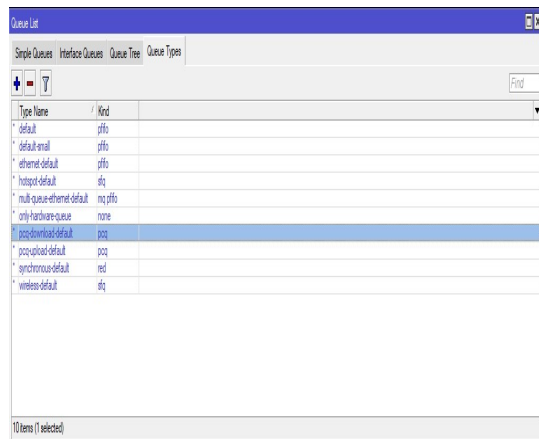 Queue List
Simple Queues Interface Queues Queue Tree Queue Types
Find
Type Name / Kind
* default pfifo
* default-small pfifo
* ethernet-default pfifo
* hotspot-default sfq
* multi-queue-ethernet-default mq pfifo
* only-hardware-queue none
* pcq-download-default pcq
* pcq-upload-default pcq
* synchronous-default red
* wireless-default sfq
10 items (1 selected)